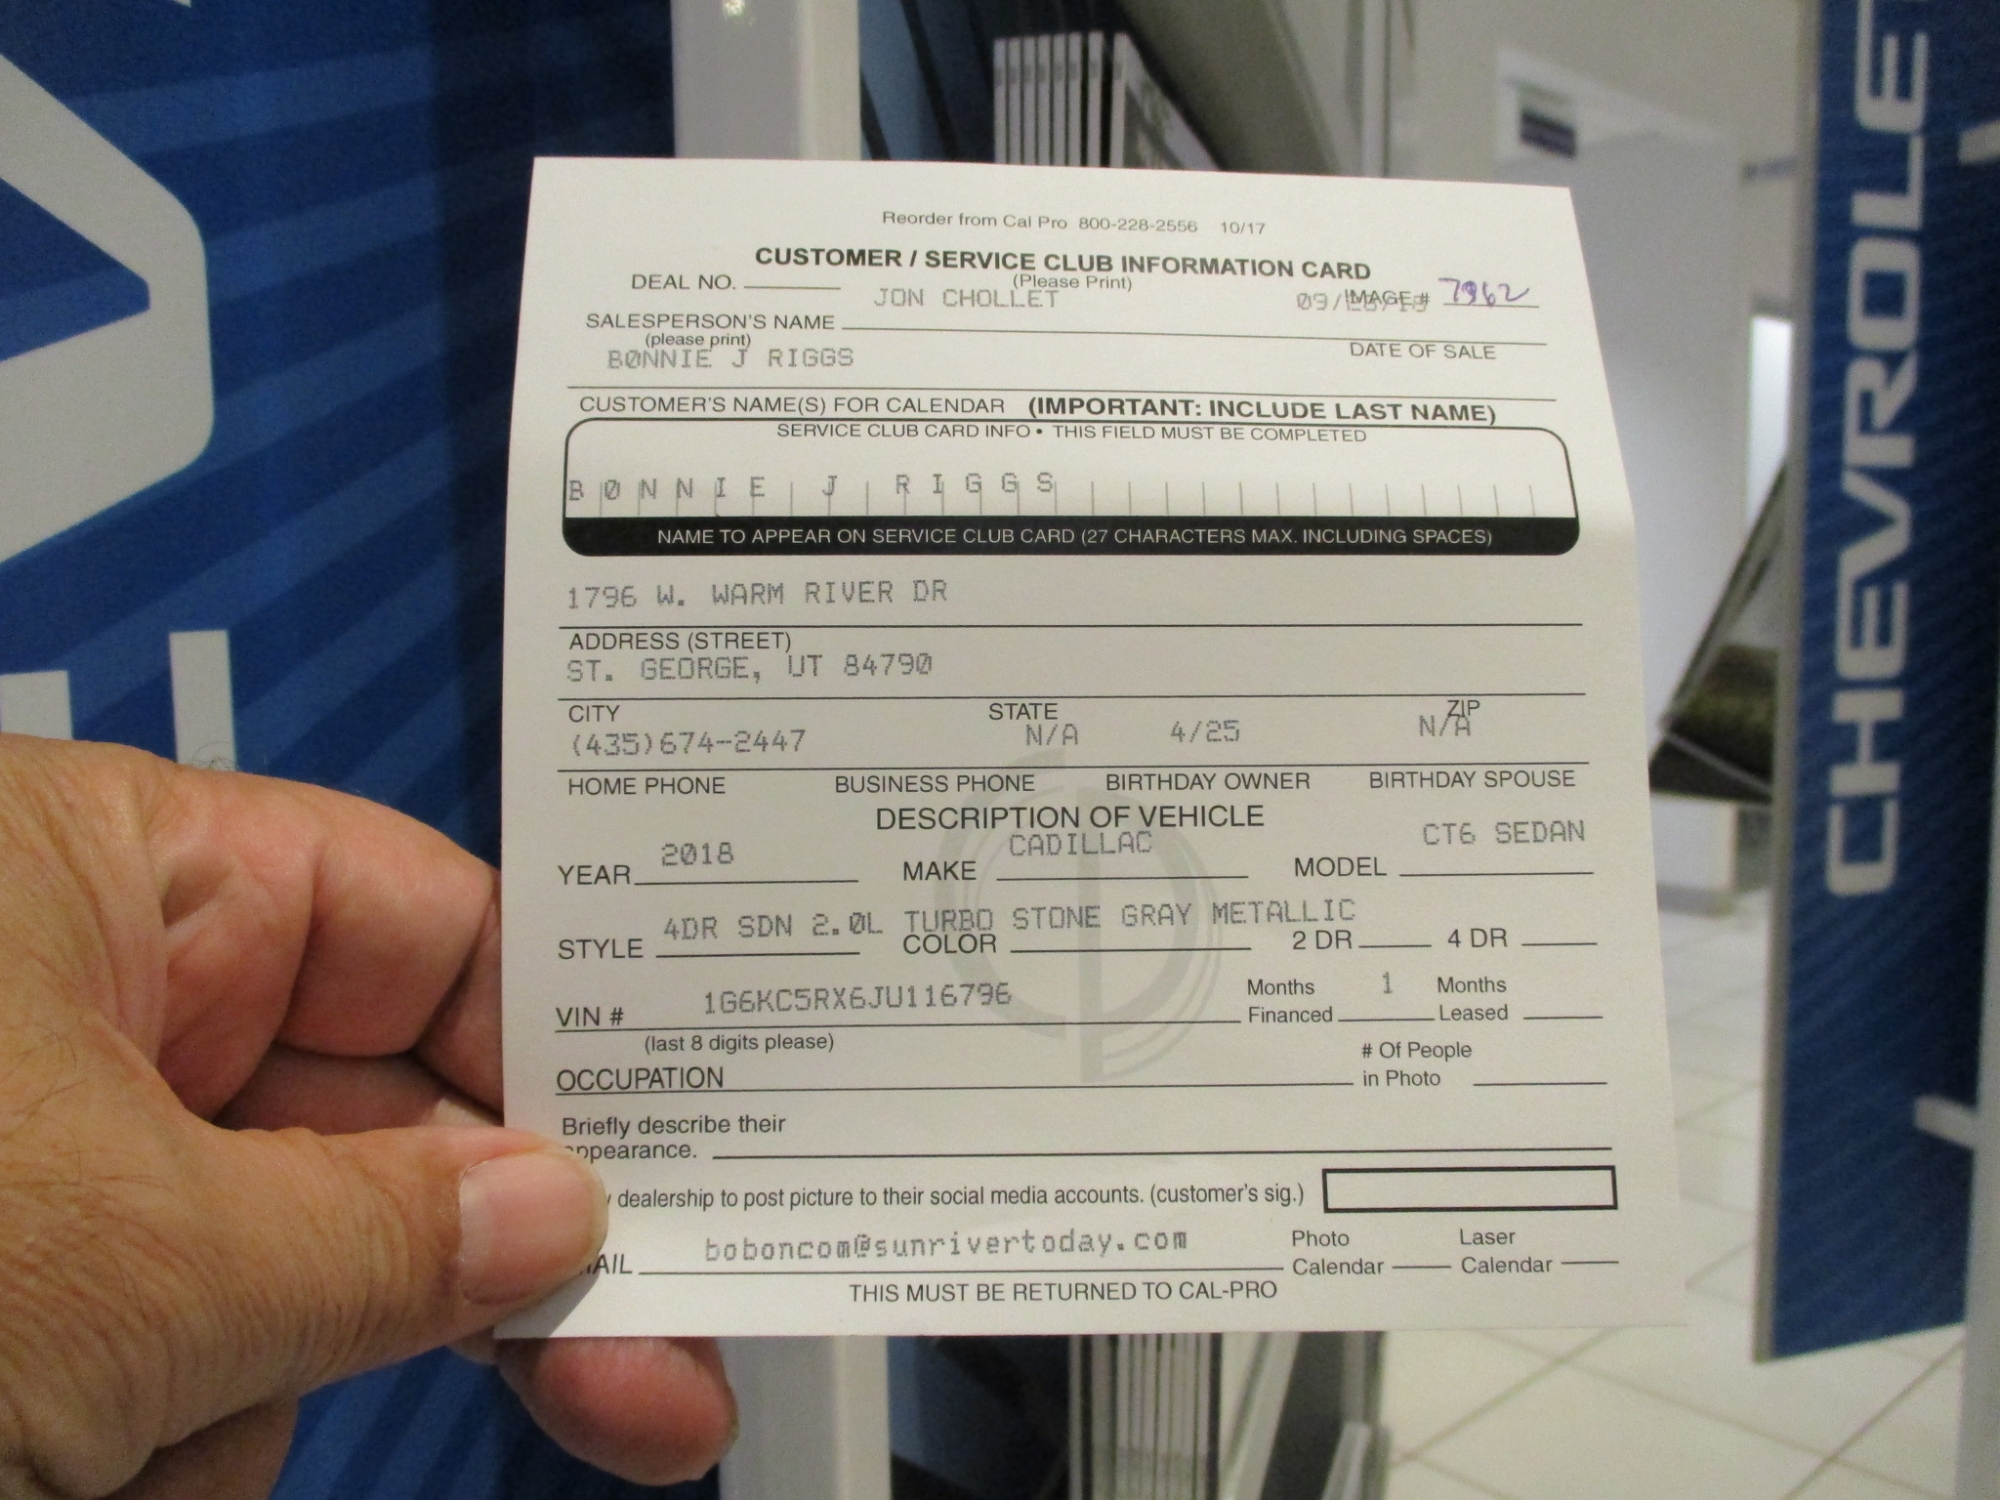 Reorder from Cal Pro 800-228-2556 10/17
CUSTOMER / SERVICE CLUB INFORMATION CARD
DEAL NO. (Please Print) IMAGE # 7962
JON CHOLLET 09/
SALESPERSON'S NAME
(please print) DATE OF SALE
BONNIE J RIGGS
CUSTOMER'S NAME(S) FOR CALENDAR (IMPORTANT: INCLUDE LAST NAME)
SERVICE CLUB CARD INFO • THIS FIELD MUST BE COMPLETED
BONNIE J RIGGS
NAME TO APPEAR ON SERVICE CLUB CARD (27 CHARACTERS MAX. INCLUDING SPACES)
1796 W. WARM RIVER DR
ADDRESS (STREET)
ST. GEORGE, UT 84790
CITY STATE ZIP
(435)674-2447 N/A 4/25 N/A
HOME PHONE BUSINESS PHONE BIRTHDAY OWNER BIRTHDAY SPOUSE
DESCRIPTION OF VEHICLE
YEAR 2018 MAKE CADILLAC MODEL CT6 SEDAN
4DR SDN 2.0L TURBO STONE GRAY METALLIC
STYLE COLOR 2 DR 4 DR
VIN # 1G6KC5RX6JU116796 Months Financed 1 Months Leased
(last 8 digits please)
OCCUPATION # Of People in Photo
Briefly describe their
appearance.
dealership to post picture to their social media accounts. (customer's sig.)
AIL boboncom@sunrivertoday.com Photo Calendar Laser Calendar
THIS MUST BE RETURNED TO CAL-PRO
CHEVROLE